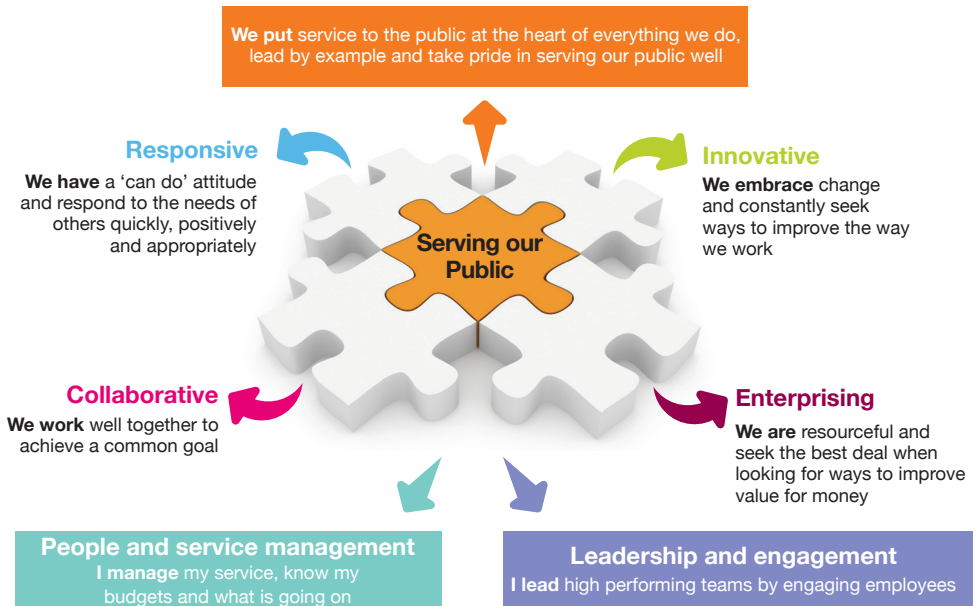 We put service to the public at the heart of everything we do,
lead by example and take pride in serving our public well
Responsive
We have a ‘can do’ attitude
and respond to the needs of
others quickly, positively
and appropriately
Innovative
We embrace change
and constantly seek
ways to improve the way
we work
Serving our
Public
Collaborative
We work well together to
achieve a common goal
Enterprising
We are resourceful and
seek the best deal when
looking for ways to improve
value for money
People and service management
I manage my service, know my
budgets and what is going on
Leadership and engagement
I lead high performing teams by engaging employees